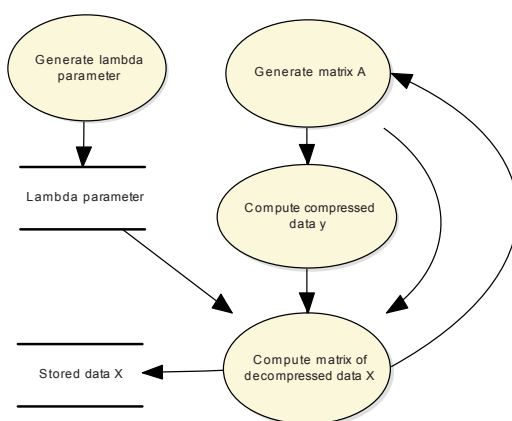 Generate lambda
parameter
Generate matrix A
Lambda parameter
Compute compressed
data y
Stored data X
Compute matrix of
decompressed data X